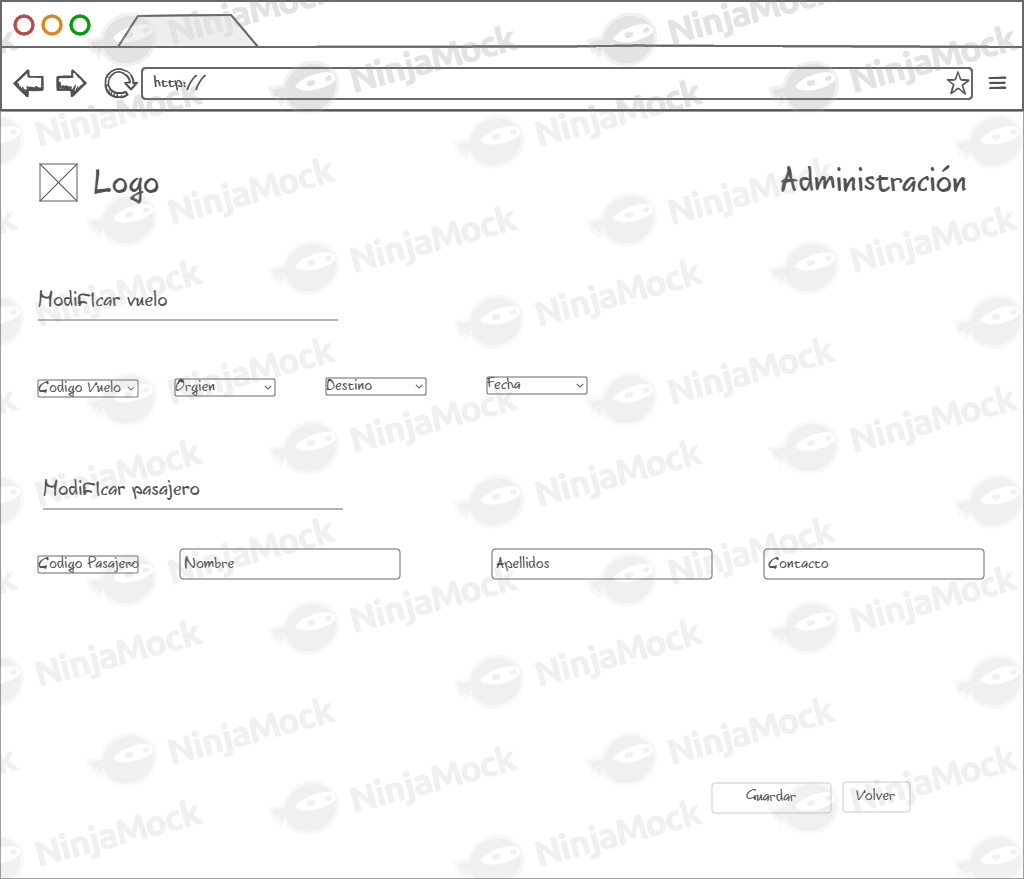 http://
Logo
Administración
Modificar vuelo
Codigo Vuelo
Orgien
Destino
Fecha
Modificar pasajero
Codigo Pasajero
Nombre
Apellidos
Contacto
Guardar
Volver
NinjaMock